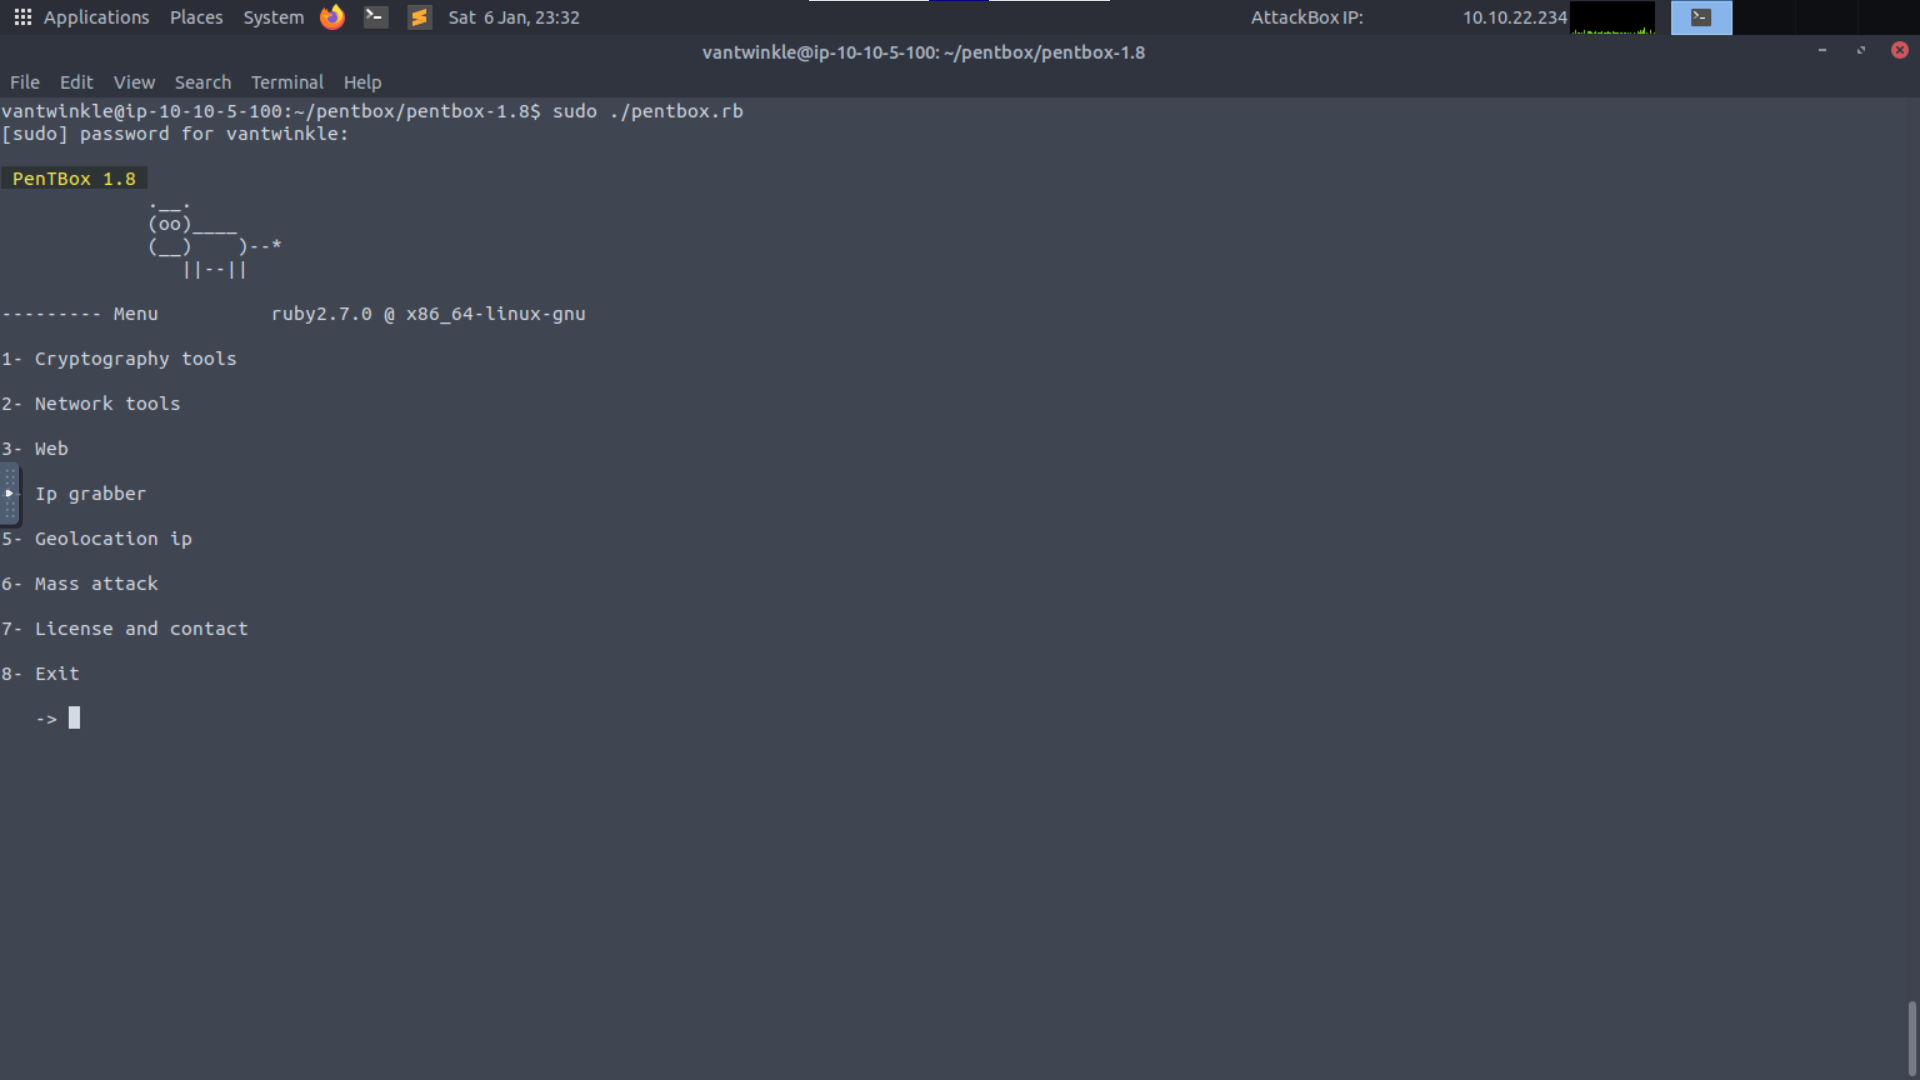 Applications Places System Sat 6 Jan, 23:32 AttackBox IP: 10.10.22.234
vantwinkle@ip-10-10-5-100: ~/pentbox/pentbox-1.8
File Edit View Search Terminal Help
vantwinkle@ip-10-10-5-100:~/pentbox/pentbox-1.8$ sudo ./pentbox.rb
[sudo] password for vantwinkle:
PenTBox 1.8
.__.
(oo)____
(__)    )--*
   ||--||
--------- Menu          ruby2.7.0 @ x86_64-linux-gnu
1- Cryptography tools
2- Network tools
3- Web
- Ip grabber
5- Geolocation ip
6- Mass attack
7- License and contact
8- Exit
->